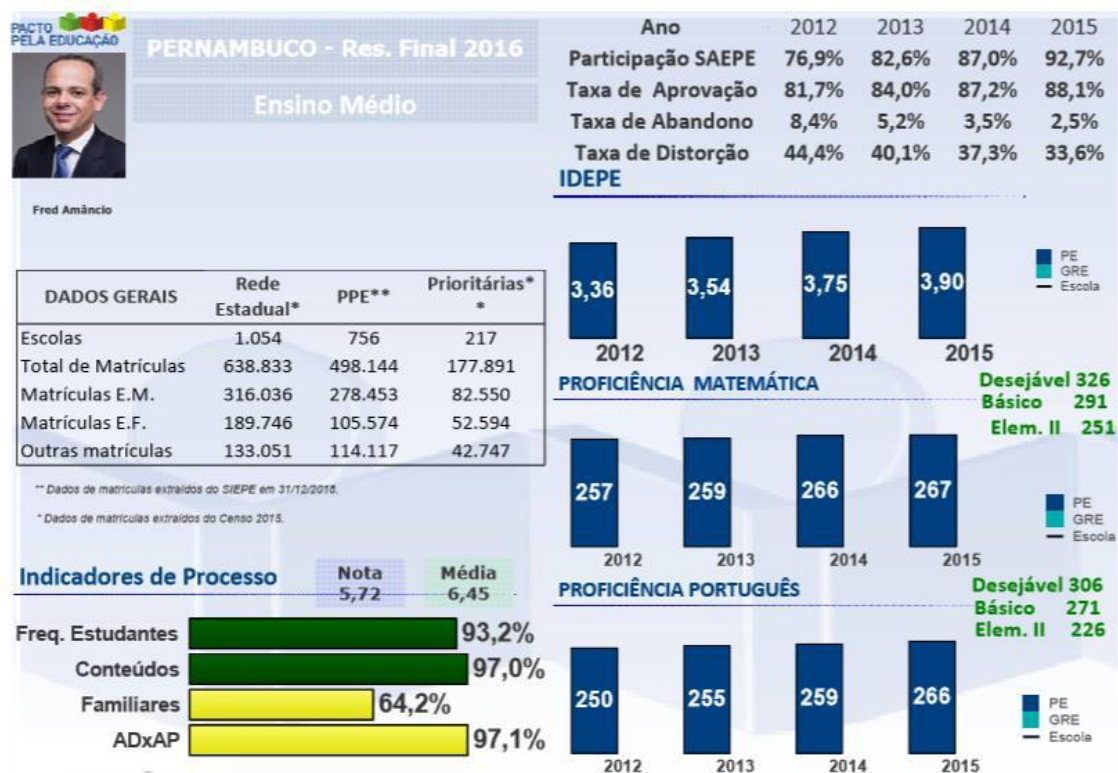 PACTO
PELA EDUCAÇÃO
PERNAMBUCO - Res. Final 2016
Ensino Médio
Fred Amâncio
Ano 2012 2013 2014 2015
Participação SAEPE 76,9% 82,6% 87,0% 92,7%
Taxa de Aprovação 81,7% 84,0% 87,2% 88,1%
Taxa de Abandono 8,4% 5,2% 3,5% 2,5%
Taxa de Distorção 44,4% 40,1% 37,3% 33,6%
DADOS GERAIS Rede Estadual* PPE** Prioritárias* *
Escolas 1.054 756 217
Total de Matrículas 638.833 498.144 177.891
Matrículas E.M. 316.036 278.453 82.550
Matrículas E.F. 189.746 105.574 52.594
Outras matrículas 133.051 114.117 42.747
** Dados de matrículas extraídos do SIEPE em 31/12/2016.
* Dados de matrículas extraídos do Censo 2015.
Indicadores de Processo
Nota
5,72
Média
6,45
Freq. Estudantes 93,2%
Conteúdos 97,0%
Familiares 64,2%
ADxAP 97,1%
IDEPE
3,36 3,54 3,75 3,90
2012 2013 2014 2015
PE
GRE
Escola
PROFICIÊNCIA MATEMÁTICA
Desejável 326
Básico 291
Elem. II 251
257 259 266 267
2012 2013 2014 2015
PE
GRE
Escola
PROFICIÊNCIA PORTUGUÊS
Desejável 306
Básico 271
Elem. II 226
250 255 259 266
2012 2013 2014 2015
PE
GRE
Escola